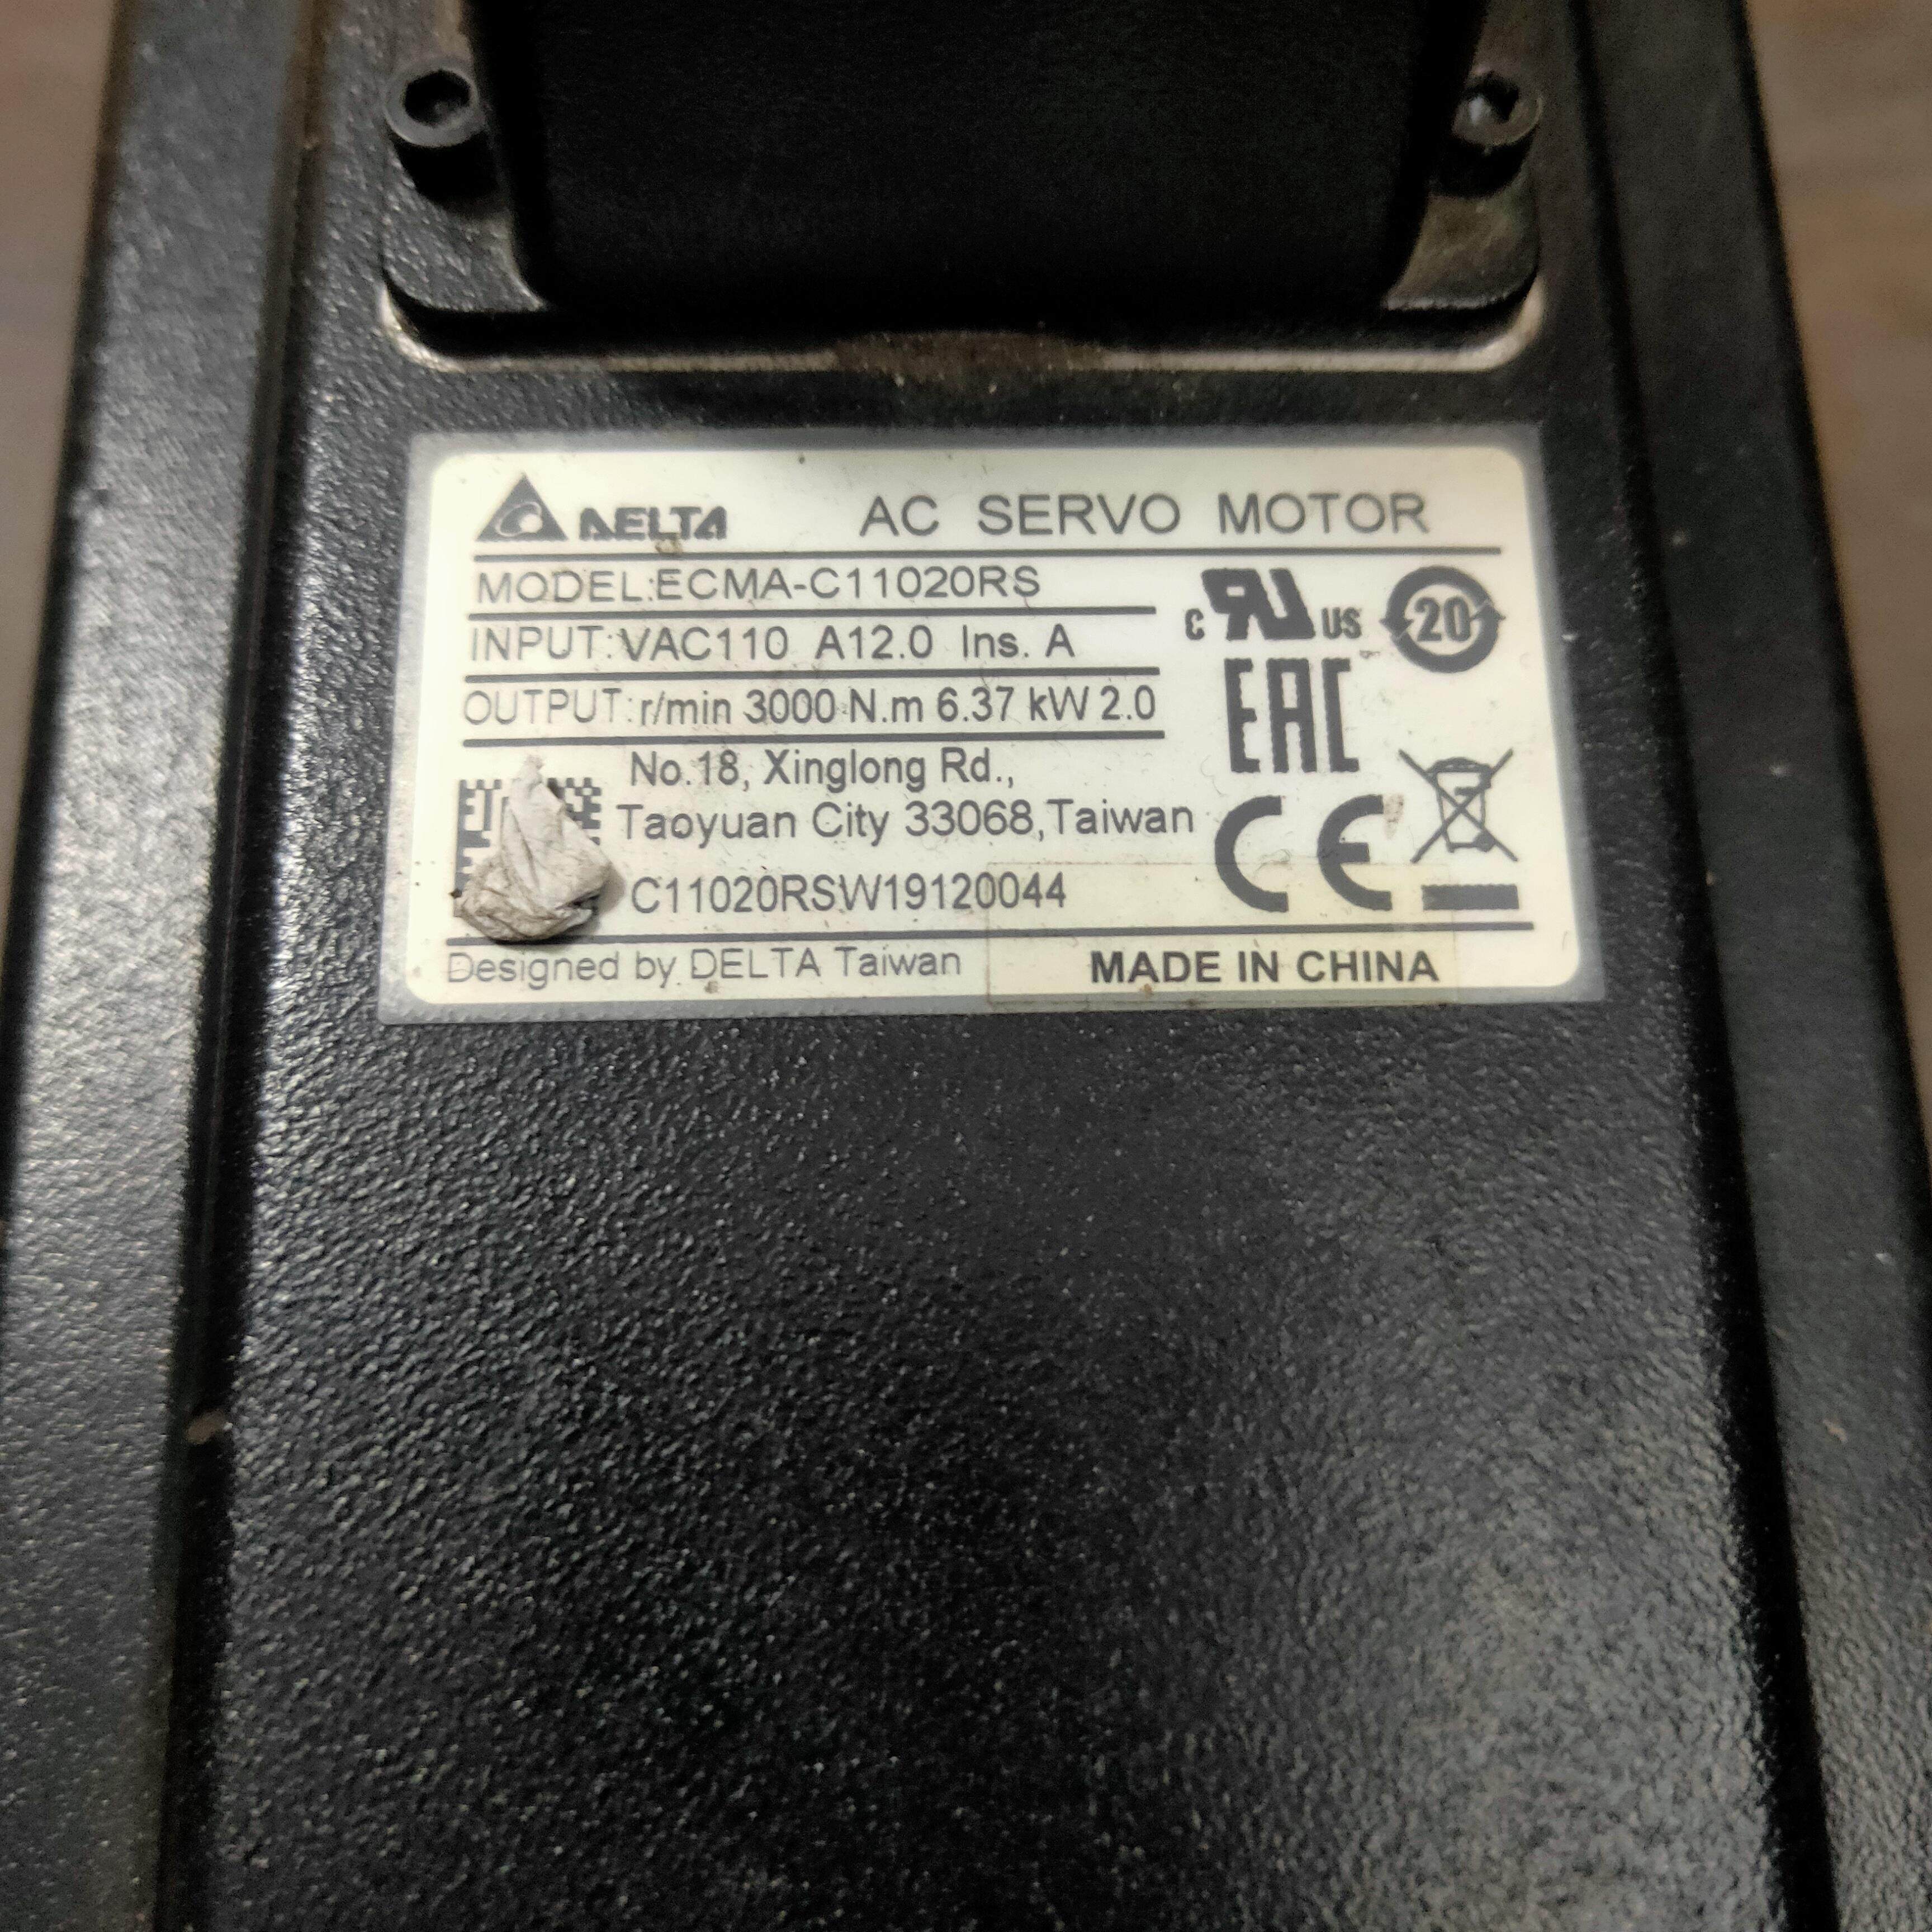 DELTA AC SERVO MOTOR
MODEL:ECMA-C11020RS
INPUT:VAC110 A12.0 Ins. A
OUTPUT:r/min 3000 N.m 6.37 kW 2.0
c RU US
20
EAC
No.18, Xinglong Rd.,
Taoyuan City 33068,Taiwan
CE
C11020RSW19120044
Designed by DELTA Taiwan MADE IN CHINA